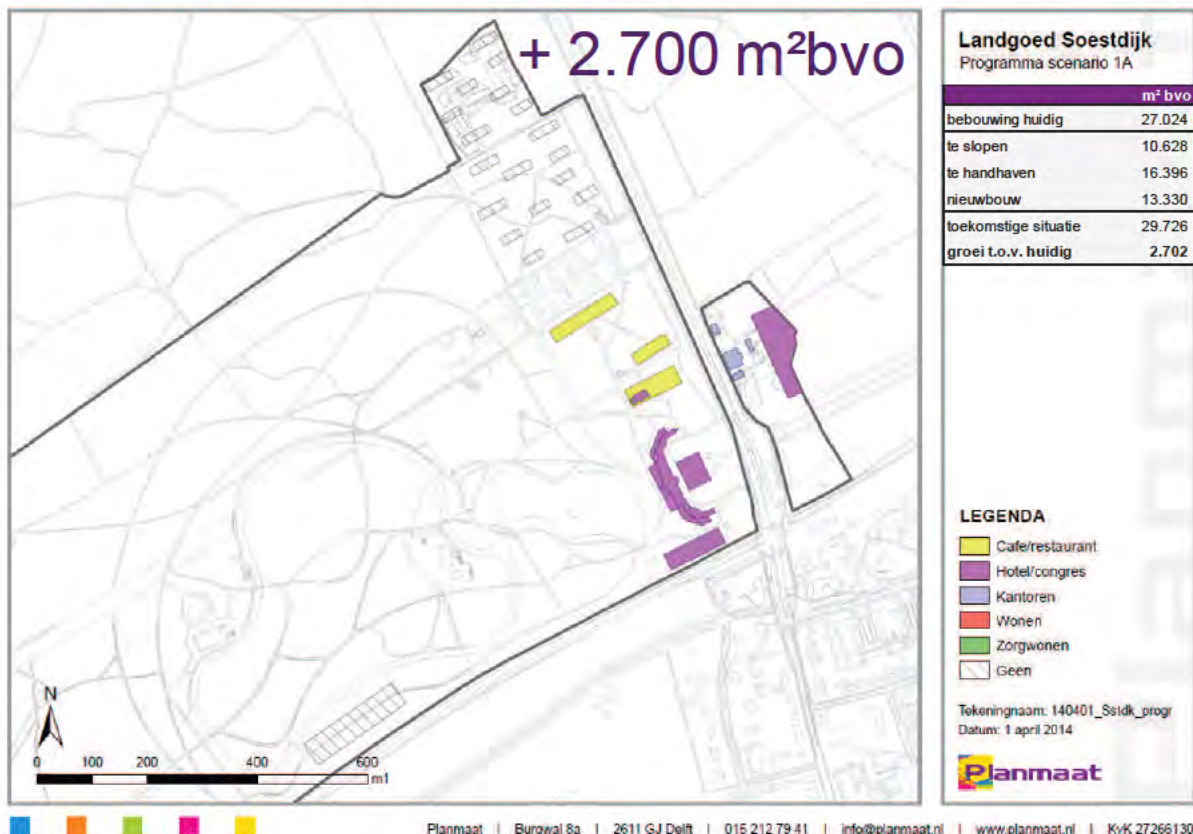 + 2.700 m²bvo
N
0 100 200 400 600
m1
Landgoed Soestdijk
Programma scenario 1A
m² bvo
bebouwing huidig 27.024
te slopen 10.628
te handhaven 16.396
nieuwbouw 13.330
toekomstige situatie 29.726
groei t.o.v. huidig 2.702
LEGENDA
Cafe/restaurant
Hotel/congres
Kantoren
Wonen
Zorgwonen
Geen
Tekeningnaam: 140401_Sstdk_progr
Datum: 1 april 2014
Planmaat
Planmaat | Burgwal 8a | 2611 GJ Delft | 015 212 79 41 | info@planmaat.nl | www.planmaat.nl | KvK 27266130